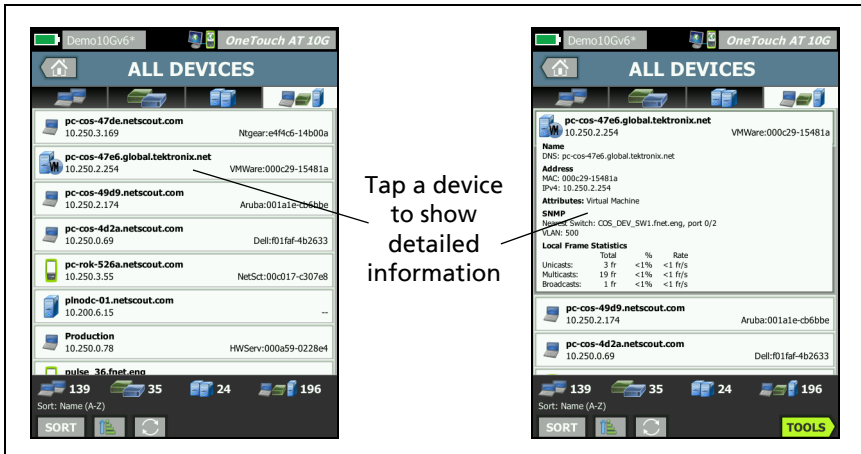 Demo10Gv6* OneTouch AT 10G
ALL DEVICES
pc-cos-47de.netscout.com
10.250.3.169 Ntgear:e4f4c6-14b00a
pc-cos-47e6.global.tektronix.net
10.250.2.254 VMWare:000c29-15481a
pc-cos-49d9.netscout.com
10.250.2.174 Aruba:001a1e-cb6bbe
pc-cos-4d2a.netscout.com
10.250.0.69 Dell:f01faf-4b2633
pc-rok-526a.netscout.com
10.250.3.55 NetSct:00c017-c307e8
plnodc-01.netscout.com
10.200.6.15 --
Production
10.250.0.78 HWServ:000a59-0228e4
pulse_36.fnet.eng
139 35 24 196
Sort: Name (A-Z)
SORT
Tap a device
to show
detailed
information
Demo10Gv6* OneTouch AT 10G
ALL DEVICES
pc-cos-47e6.global.tektronix.net
10.250.2.254 VMWare:000c29-15481a
Name
DNS: pc-cos-47e6.global.tektronix.net
Address
MAC: 000c29-15481a
IPv4: 10.250.2.254
Attributes: Virtual Machine
SNMP
Nearest Switch: COS_DEV_SW1.fnet.eng, port 0/2
VLAN: 500
Local Frame Statistics
Total % Rate
Unicasts: 3 fr <1% <1 fr/s
Multicasts: 19 fr <1% <1 fr/s
Broadcasts: 1 fr <1% <1 fr/s
pc-cos-49d9.netscout.com
10.250.2.174 Aruba:001a1e-cb6bbe
pc-cos-4d2a.netscout.com
10.250.0.69 Dell:f01faf-4b2633
139 35 24 196
Sort: Name (A-Z)
SORT TOOLS